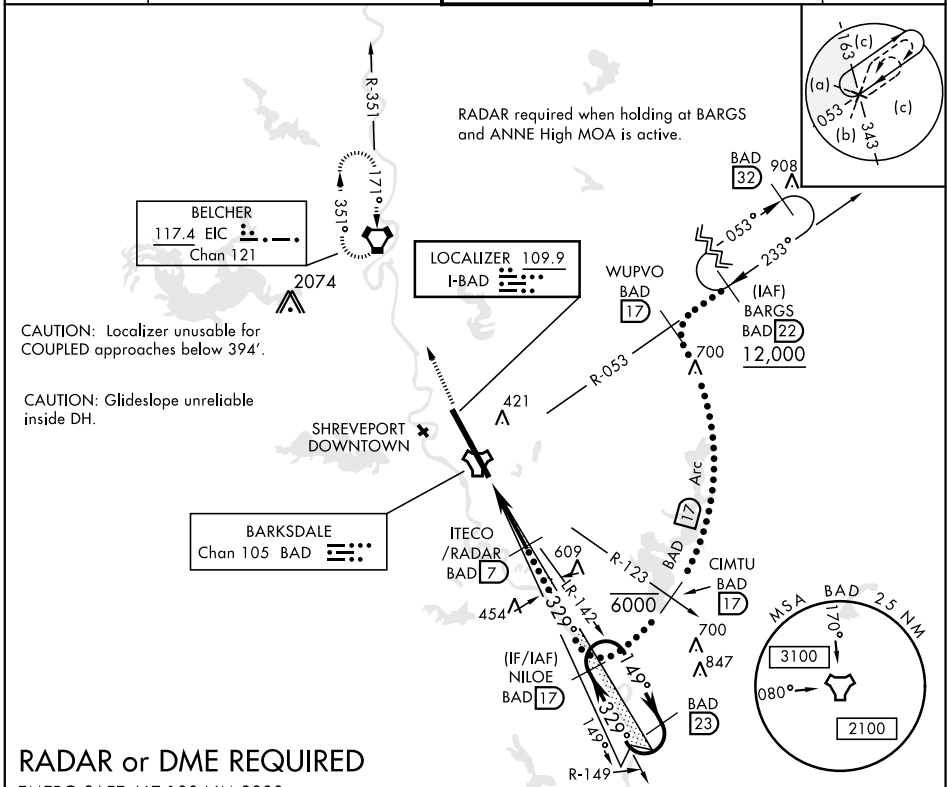 RADAR required when holding at BARGS
and ANNE High MOA is active.
163
(c)
(a)
053
(b)
343
(c)
R-351
171°
351°
BELCHER
117.4 EIC
Chan 121
2074
LOCALIZER 109.9
I-BAD
BAD
32
908
053°
233°
WUPVO
BAD
17
(IAF)
BARGS
BAD 22
12,000
R-053
700
CAUTION: Localizer unusable for
COUPLED approaches below 394'.
CAUTION: Glideslope unreliable
inside DH.
421
SHREVEPORT
DOWNTOWN
BARKSDALE
Chan 105 BAD
BAD 17 Arc
ITECO
/RADAR
BAD 7
609
R-123
LR-142
454
329°
6000
CIMTU
BAD
17
700
847
(IF/IAF)
NILOE
BAD 17
149°
329°
BAD
23
149°
R-149
MSA BAD 25 NM
170°
3100
080°
2100
RADAR or DME REQUIRED